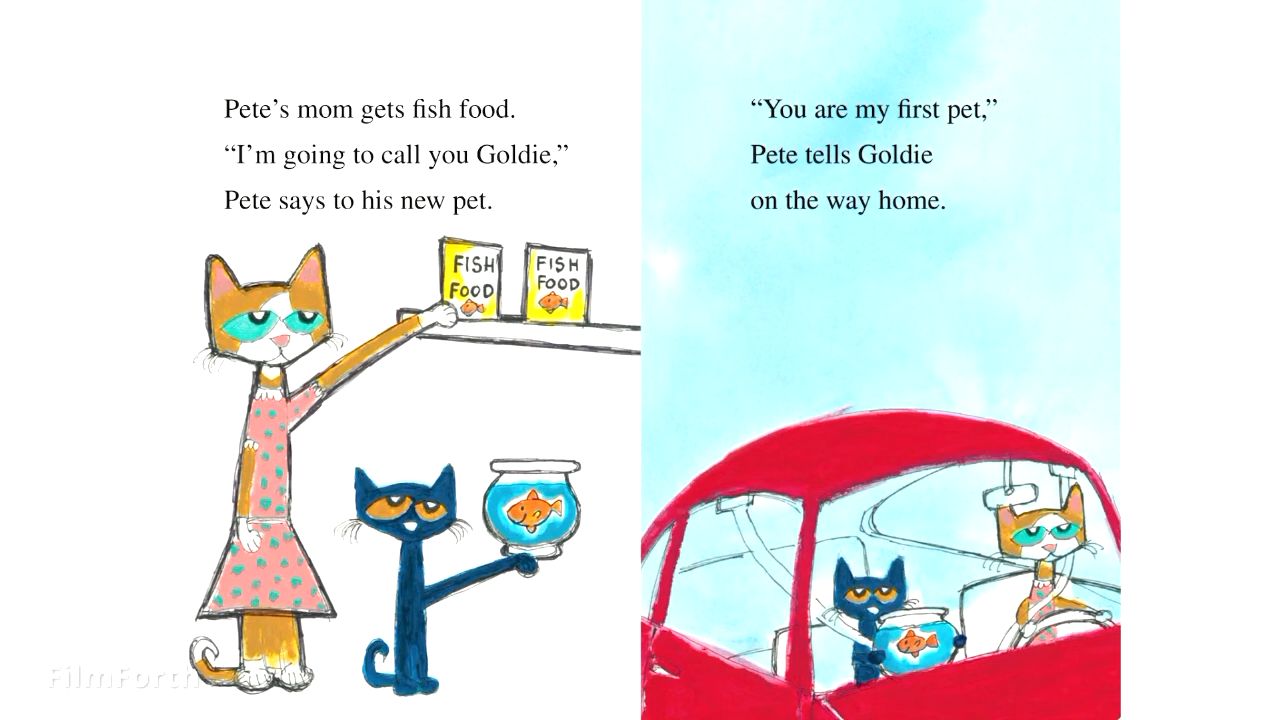 Pete’s mom gets fish food.
“I’m going to call you Goldie,”
Pete says to his new pet.
FISH
FOOD
FISH
FOOD
“You are my first pet,”
Pete tells Goldie
on the way home.
FilmForth